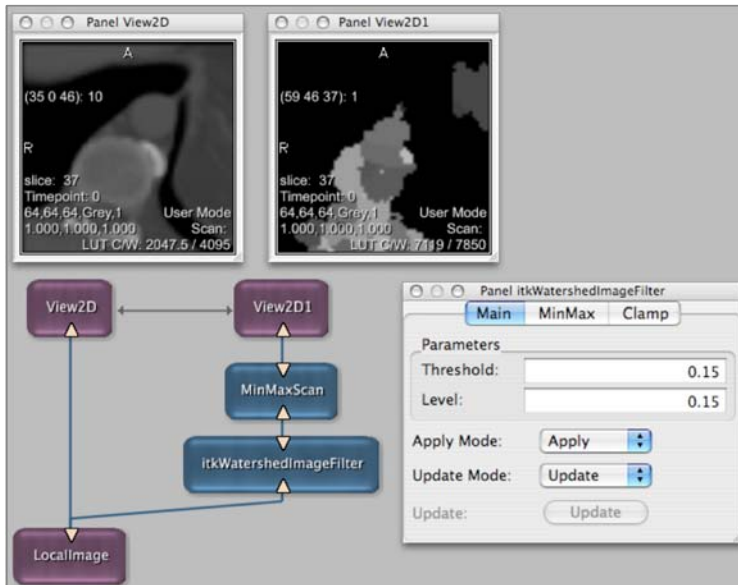 Panel View2D
A
(35 0 46): 10
R
slice: 37
Timepoint: 0
64,64,64,Grey,1 User Mode
1.000,1.000,1.000 Scan:
LUT C/W: 2047.5 / 4095
Panel View2D1
A
(59 46 37): 1
R
slice: 37
Timepoint: 0
64,64,64,Grey,1 User Mode
1.000,1.000,1.000 Scan:
LUT C/W: 7119 / 7850
View2D
View2D1
MinMaxScan
itkWatershedImageFilter
LocalImage
Panel itkWatershedImageFilter
Main MinMax Clamp
Parameters
Threshold: 0.15
Level: 0.15
Apply Mode: Apply
Update Mode: Update
Update: Update